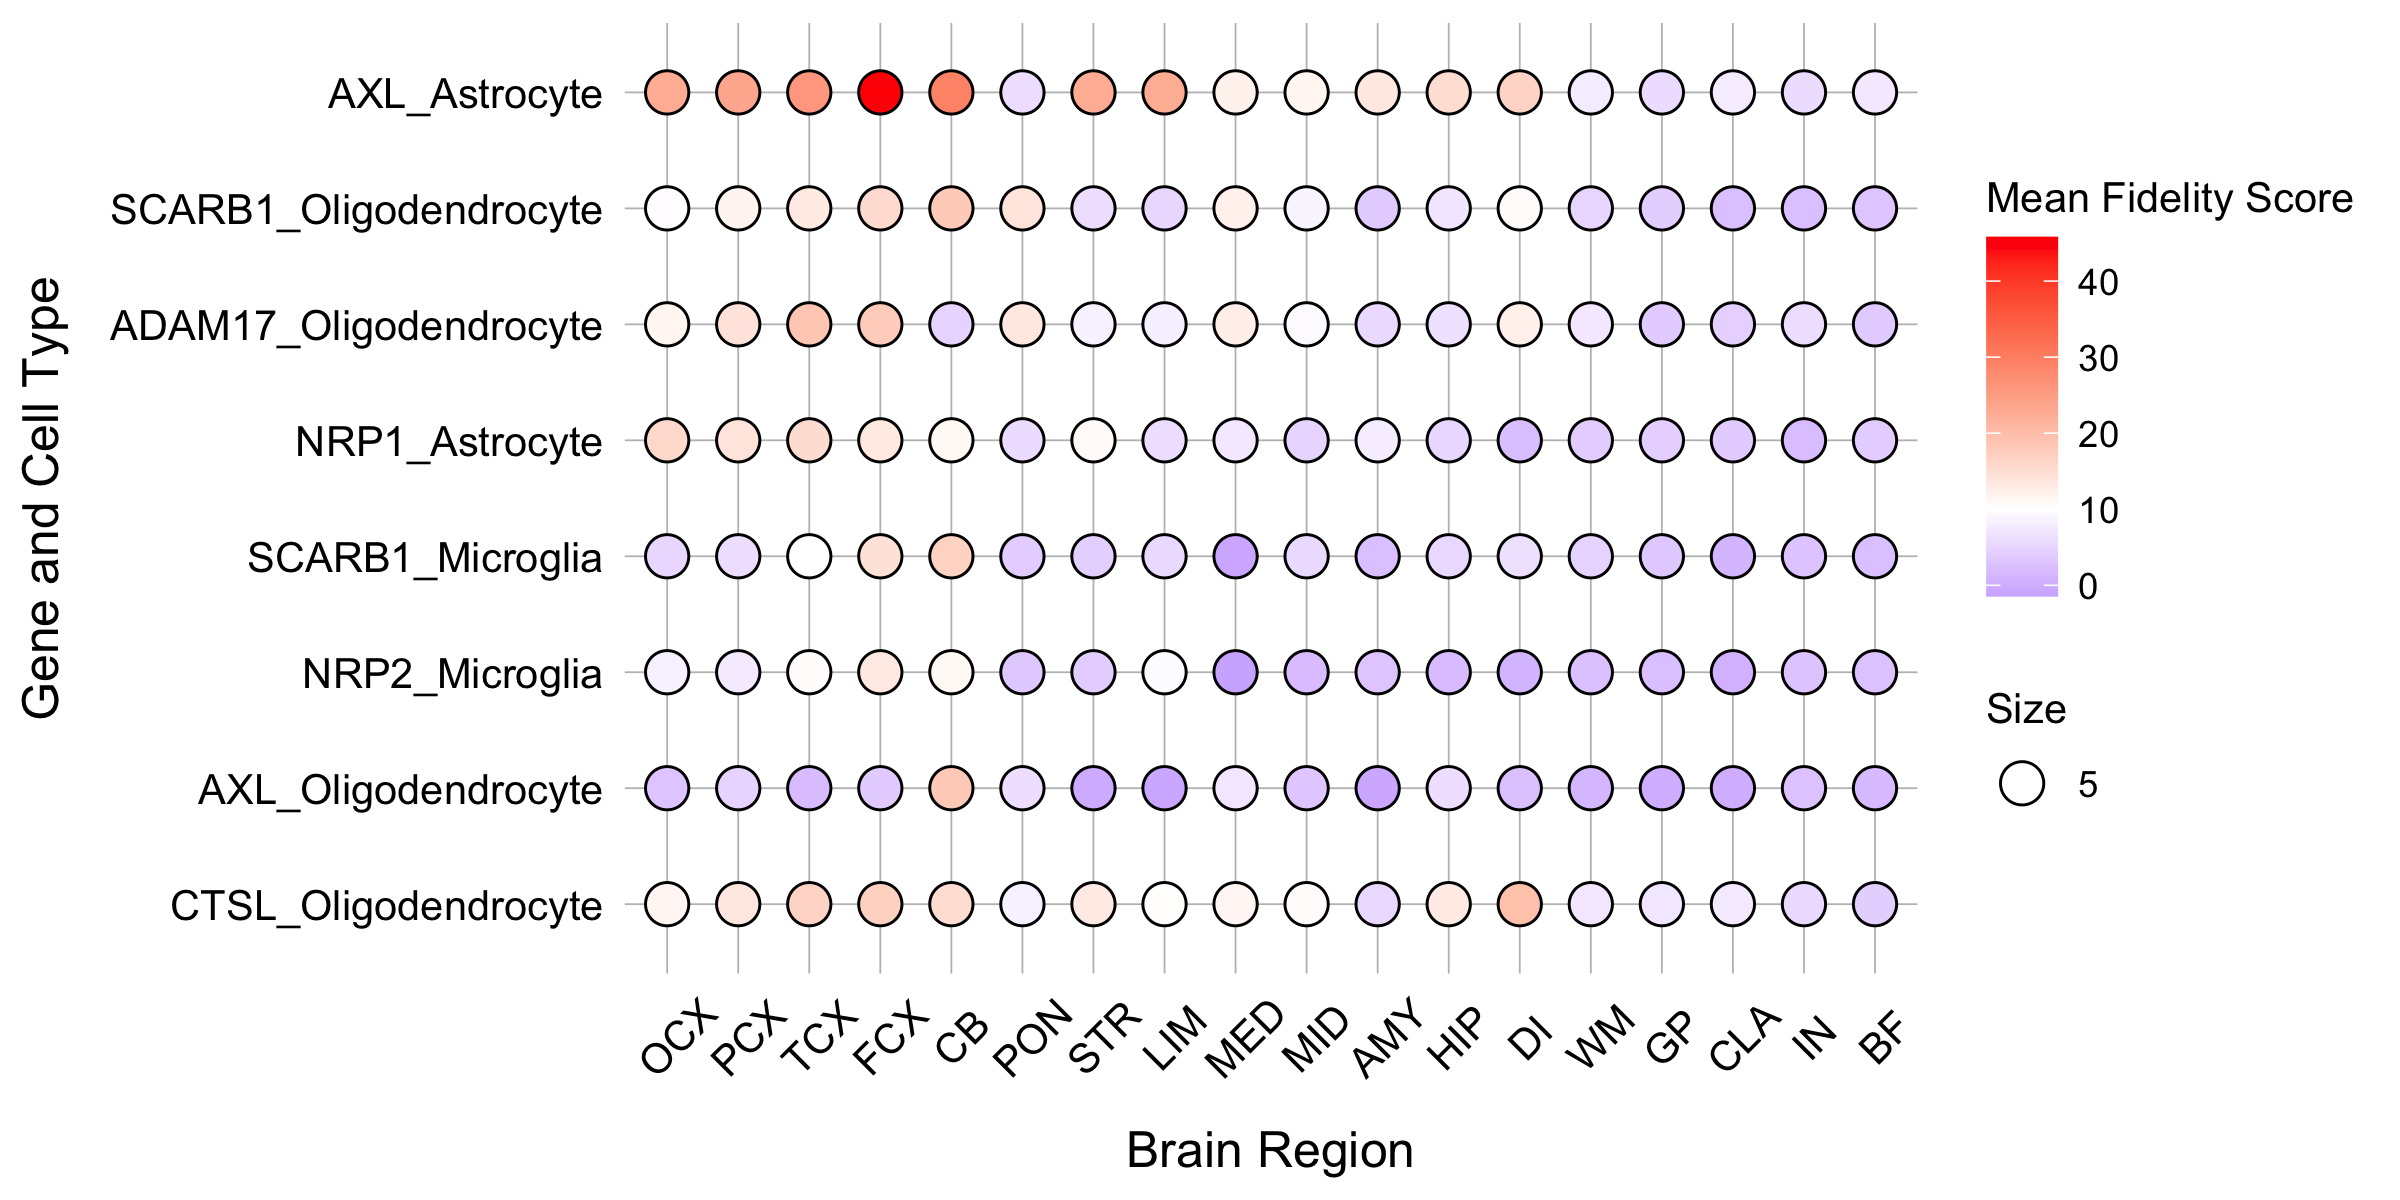 Gene and Cell Type
AXL_Astrocyte
SCARB1_Oligodendrocyte
ADAM17_Oligodendrocyte
NRP1_Astrocyte
SCARB1_Microglia
NRP2_Microglia
AXL_Oligodendrocyte
CTSL_Oligodendrocyte
OCX
PCX
TCX
FCX
CB
PON
STR
LIM
MED
MID
AMY
HIP
DI
WM
GP
CLA
IN
BF
Brain Region
Mean Fidelity Score
40
30
20
10
0
Size
5